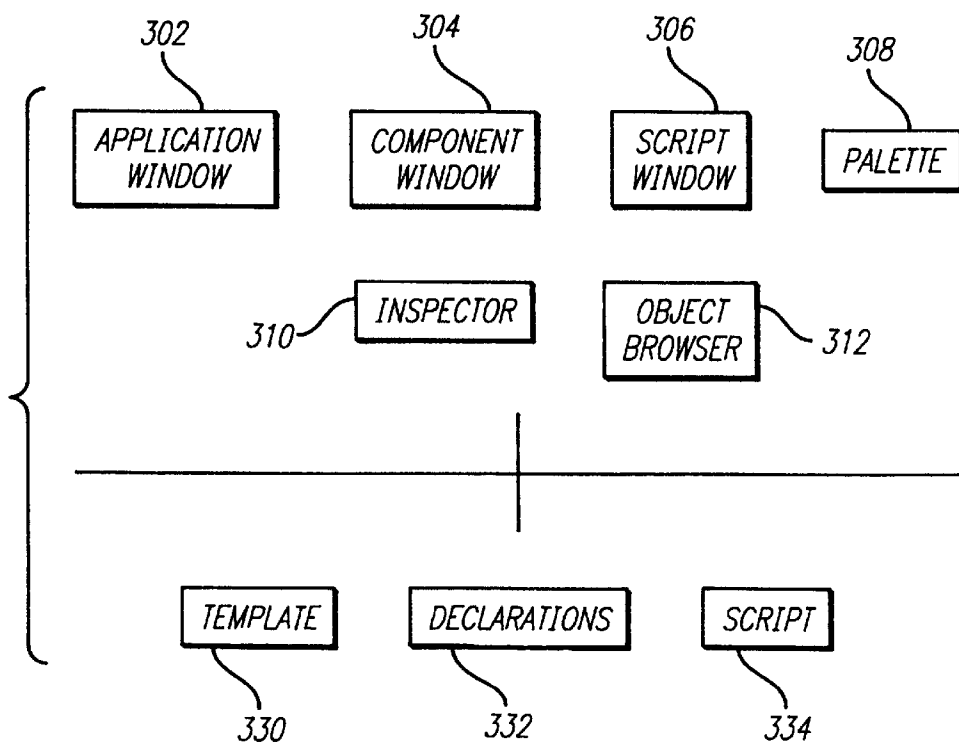 302
304
306
308
APPLICATION
WINDOW
COMPONENT
WINDOW
SCRIPT
WINDOW
PALETTE
310
INSPECTOR
OBJECT
BROWSER
312
TEMPLATE
DECLARATIONS
SCRIPT
330
332
334